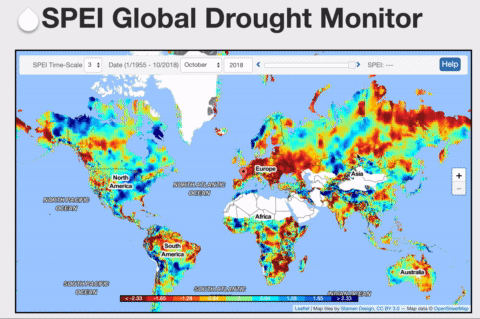 SPEI Global Drought Monitor
SPEI Time-Scale 3 Date (1/1955 - 10/2018) October 2018 SPEI: — Help
North
America
NORTH PACIFIC
OCEAN
NORTH ATLANTIC
OCEAN
Europe
Asia
Africa
South
America
Australia
SOUTH PACIFIC
OCEAN
SOUTH ATLANTIC
INDIAN OCEAN
+
−
< -2.33 -1.65 -1.28 -0.84 0.84 1.28 1.65 > 2.33
Leaflet | Map tiles by Stamen Design, CC BY 3.0 — Map data © OpenStreetMap